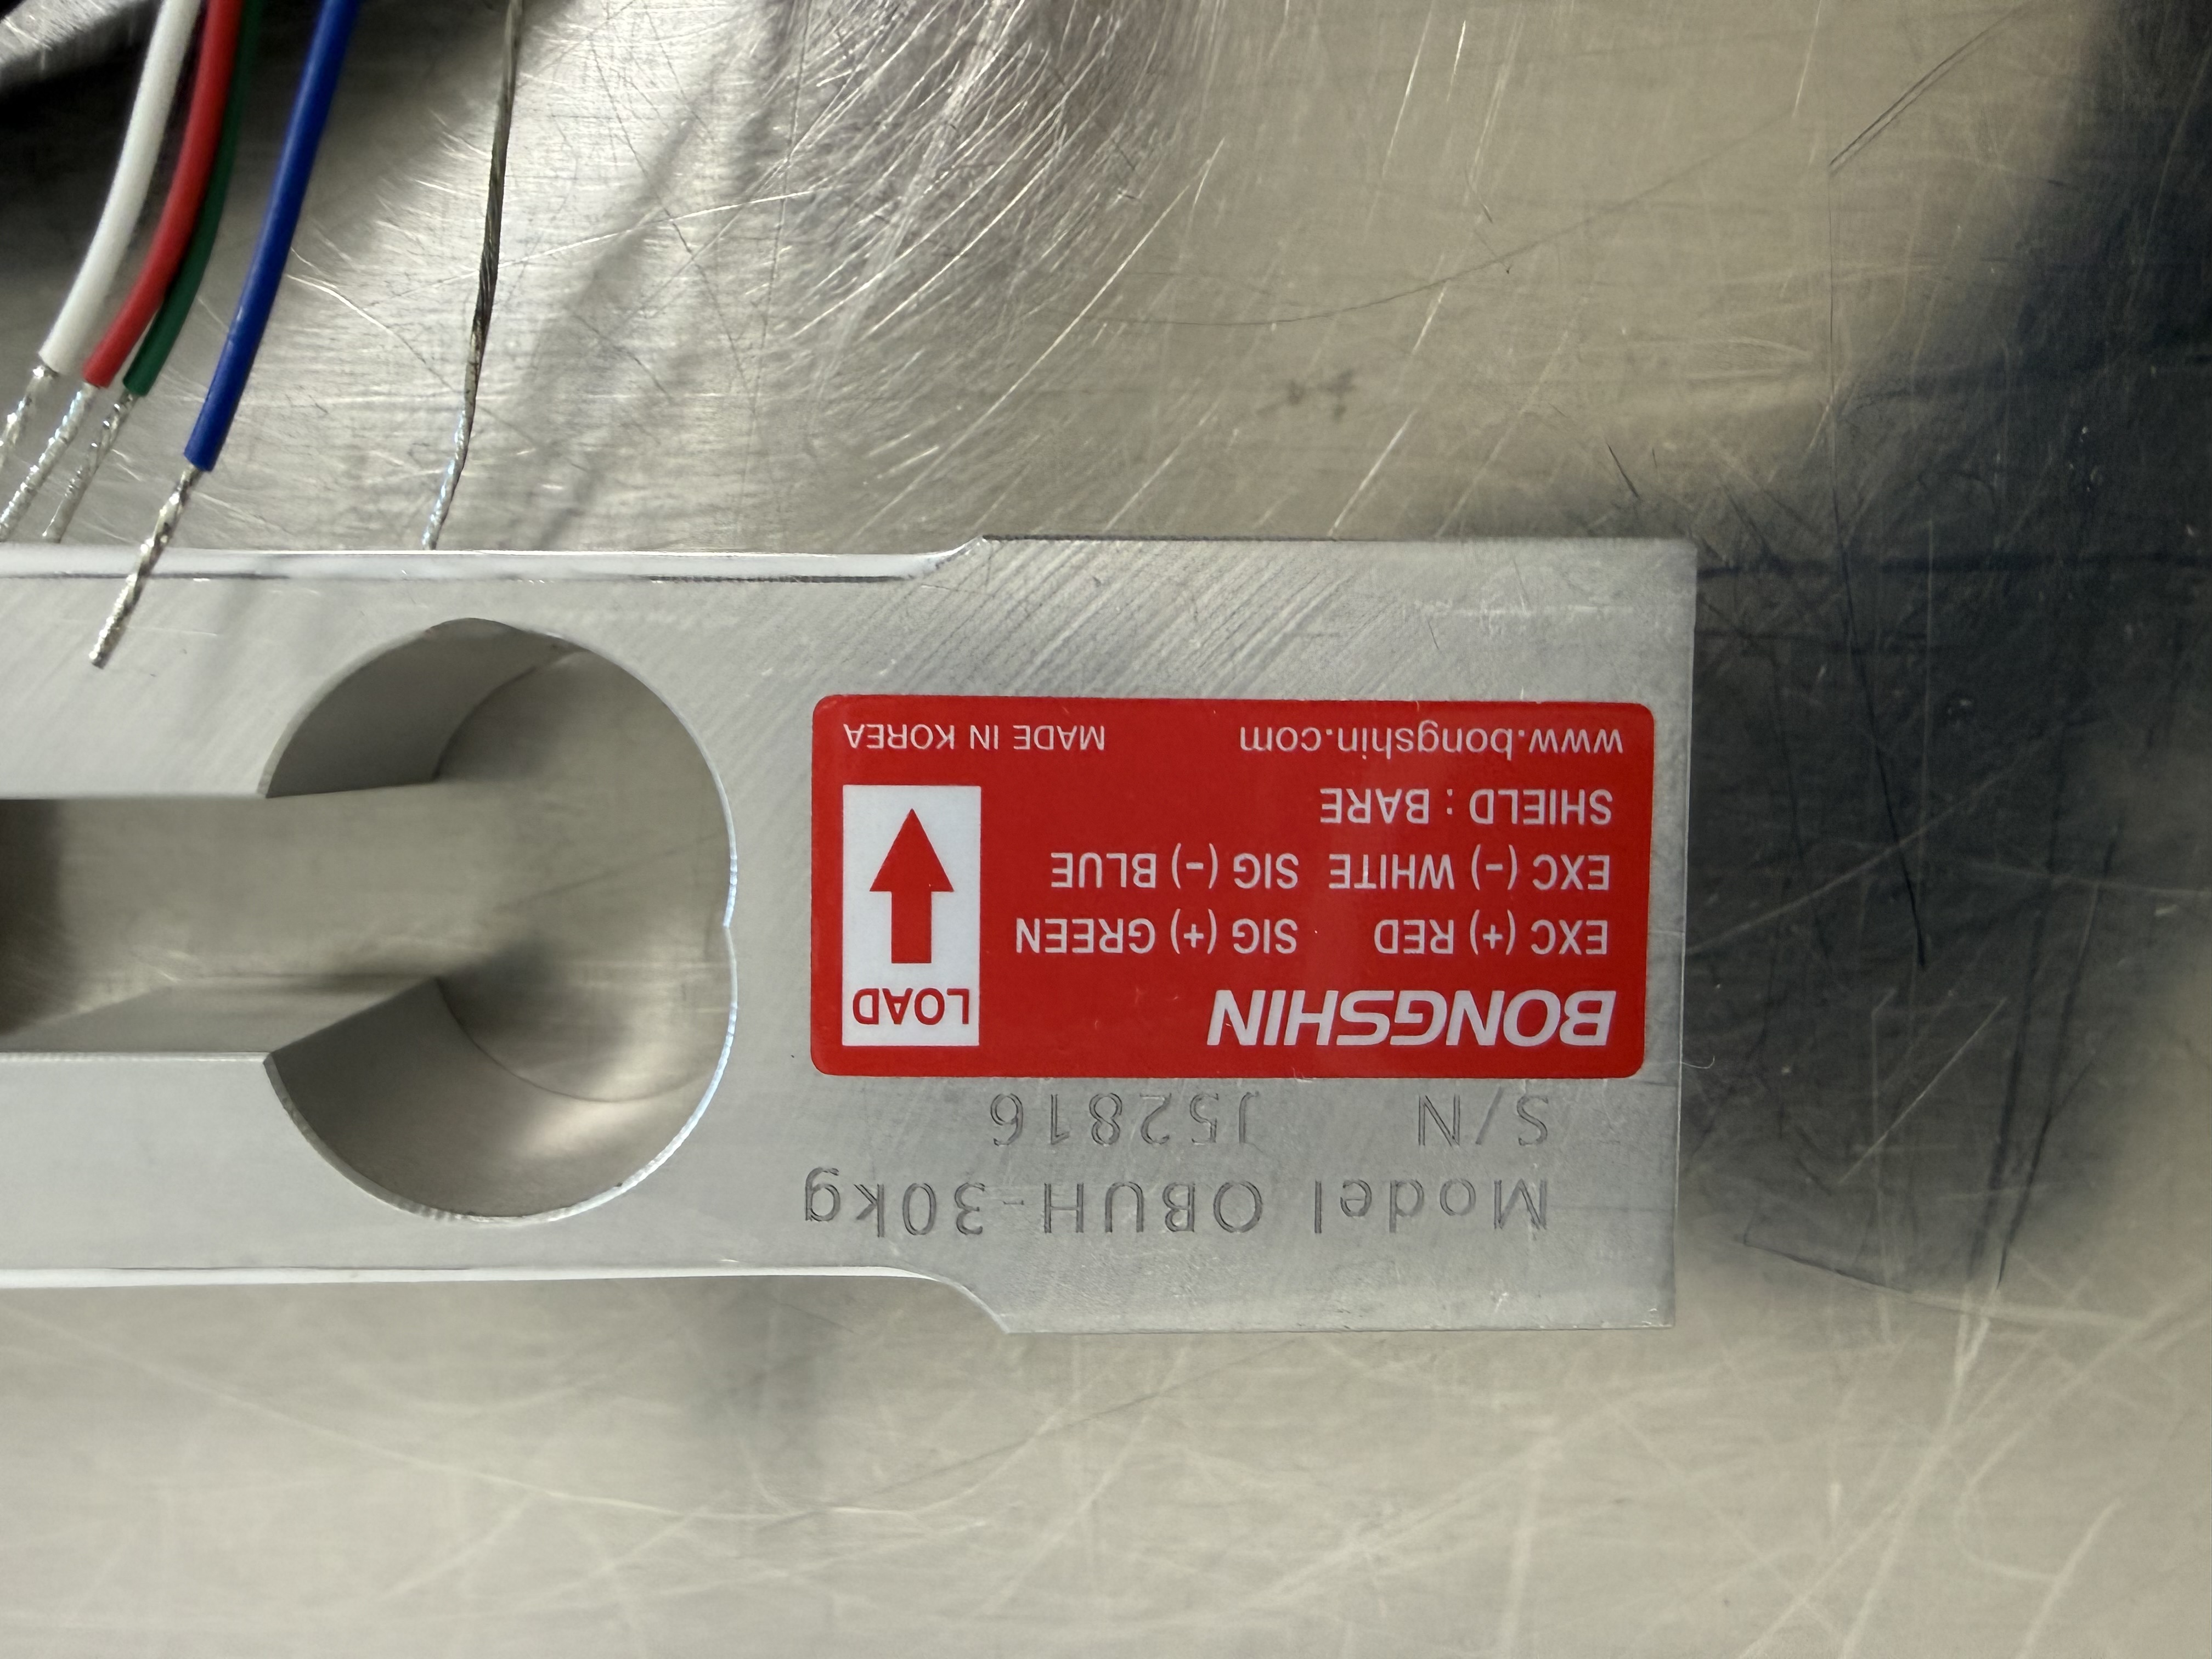 Model OBUH-30kg
S/N J52816
BONGSHIN
LOAD
EXC (+) RED SIG (+) GREEN
EXC (-) WHITE SIG (-) BLUE
SHIELD : BARE
www.bongshin.com MADE IN KOREA